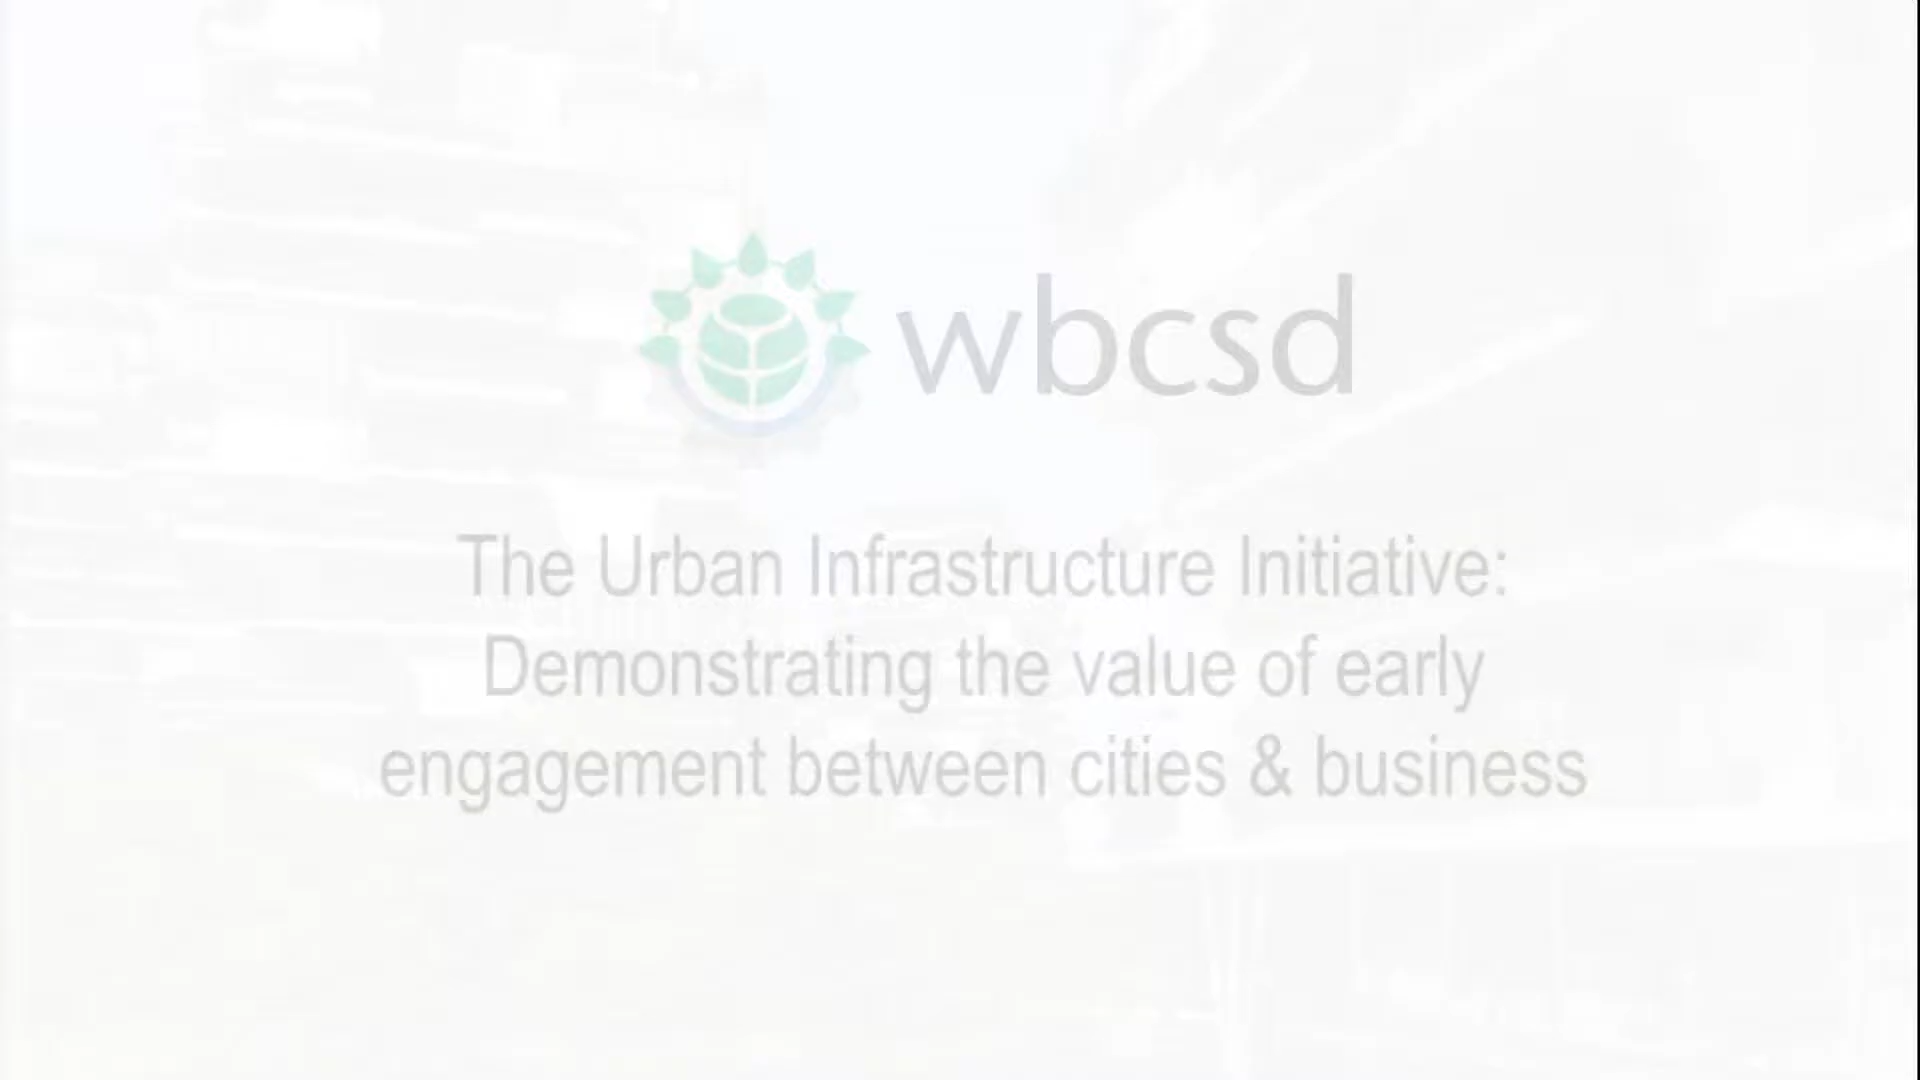 wbcsd
The Urban Infrastructure Initiative:
Demonstrating the value of early
engagement between cities & business